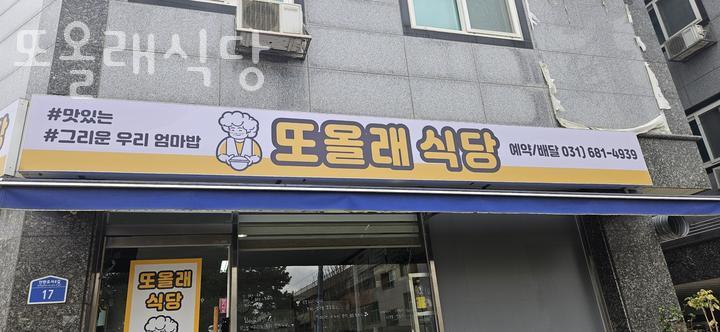 또올래식당
#맛있는
#그리운 우리 엄마밥
또올래 식당
예약/배달 031) 681-4939
또올래
식당
17